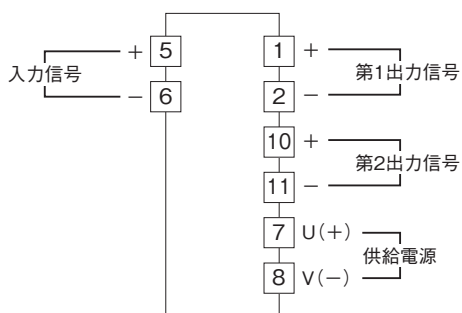 入力信号
+ 5
− 6
1 +
2 −
第1出力信号
10 +
11 −
第2出力信号
7 U(+)
8 V(−)
供給電源